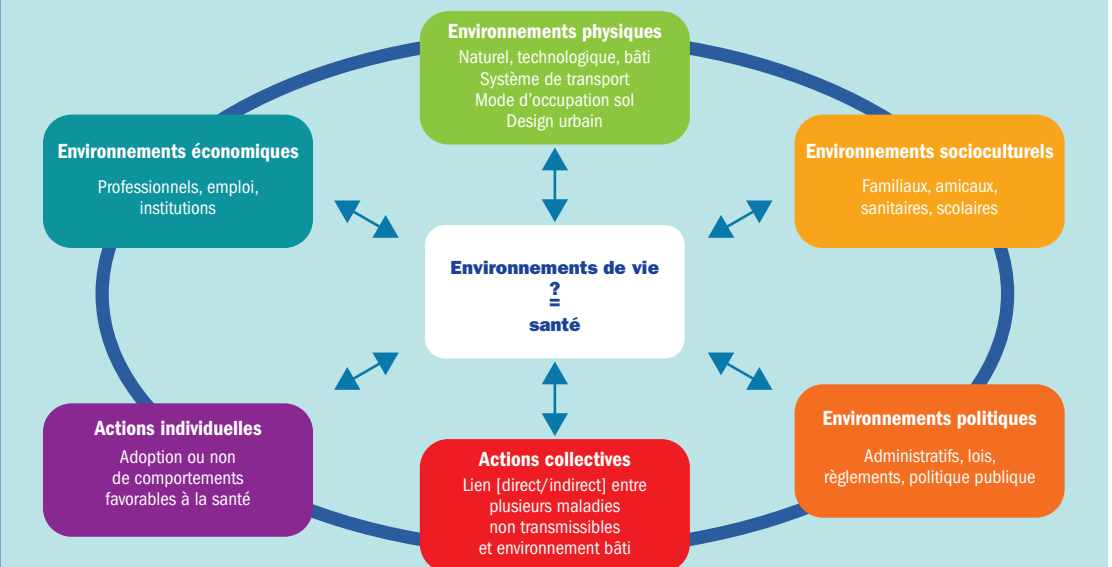 Environnements physiques
Naturel, technologique, bâti
Système de transport
Mode d'occupation sol
Design urbain
Environnements économiques
Professionnels, emploi,
institutions
Environnements socioculturels
Familiaux, amicaux,
sanitaires, scolaires
Environnements de vie
?
=
santé
Actions individuelles
Adoption ou non
de comportements
favorables à la santé
Actions collectives
Lien [direct/indirect] entre
plusieurs maladies
non transmissibles
et environnement bâti
Environnements politiques
Administratifs, lois,
règlements, politique publique